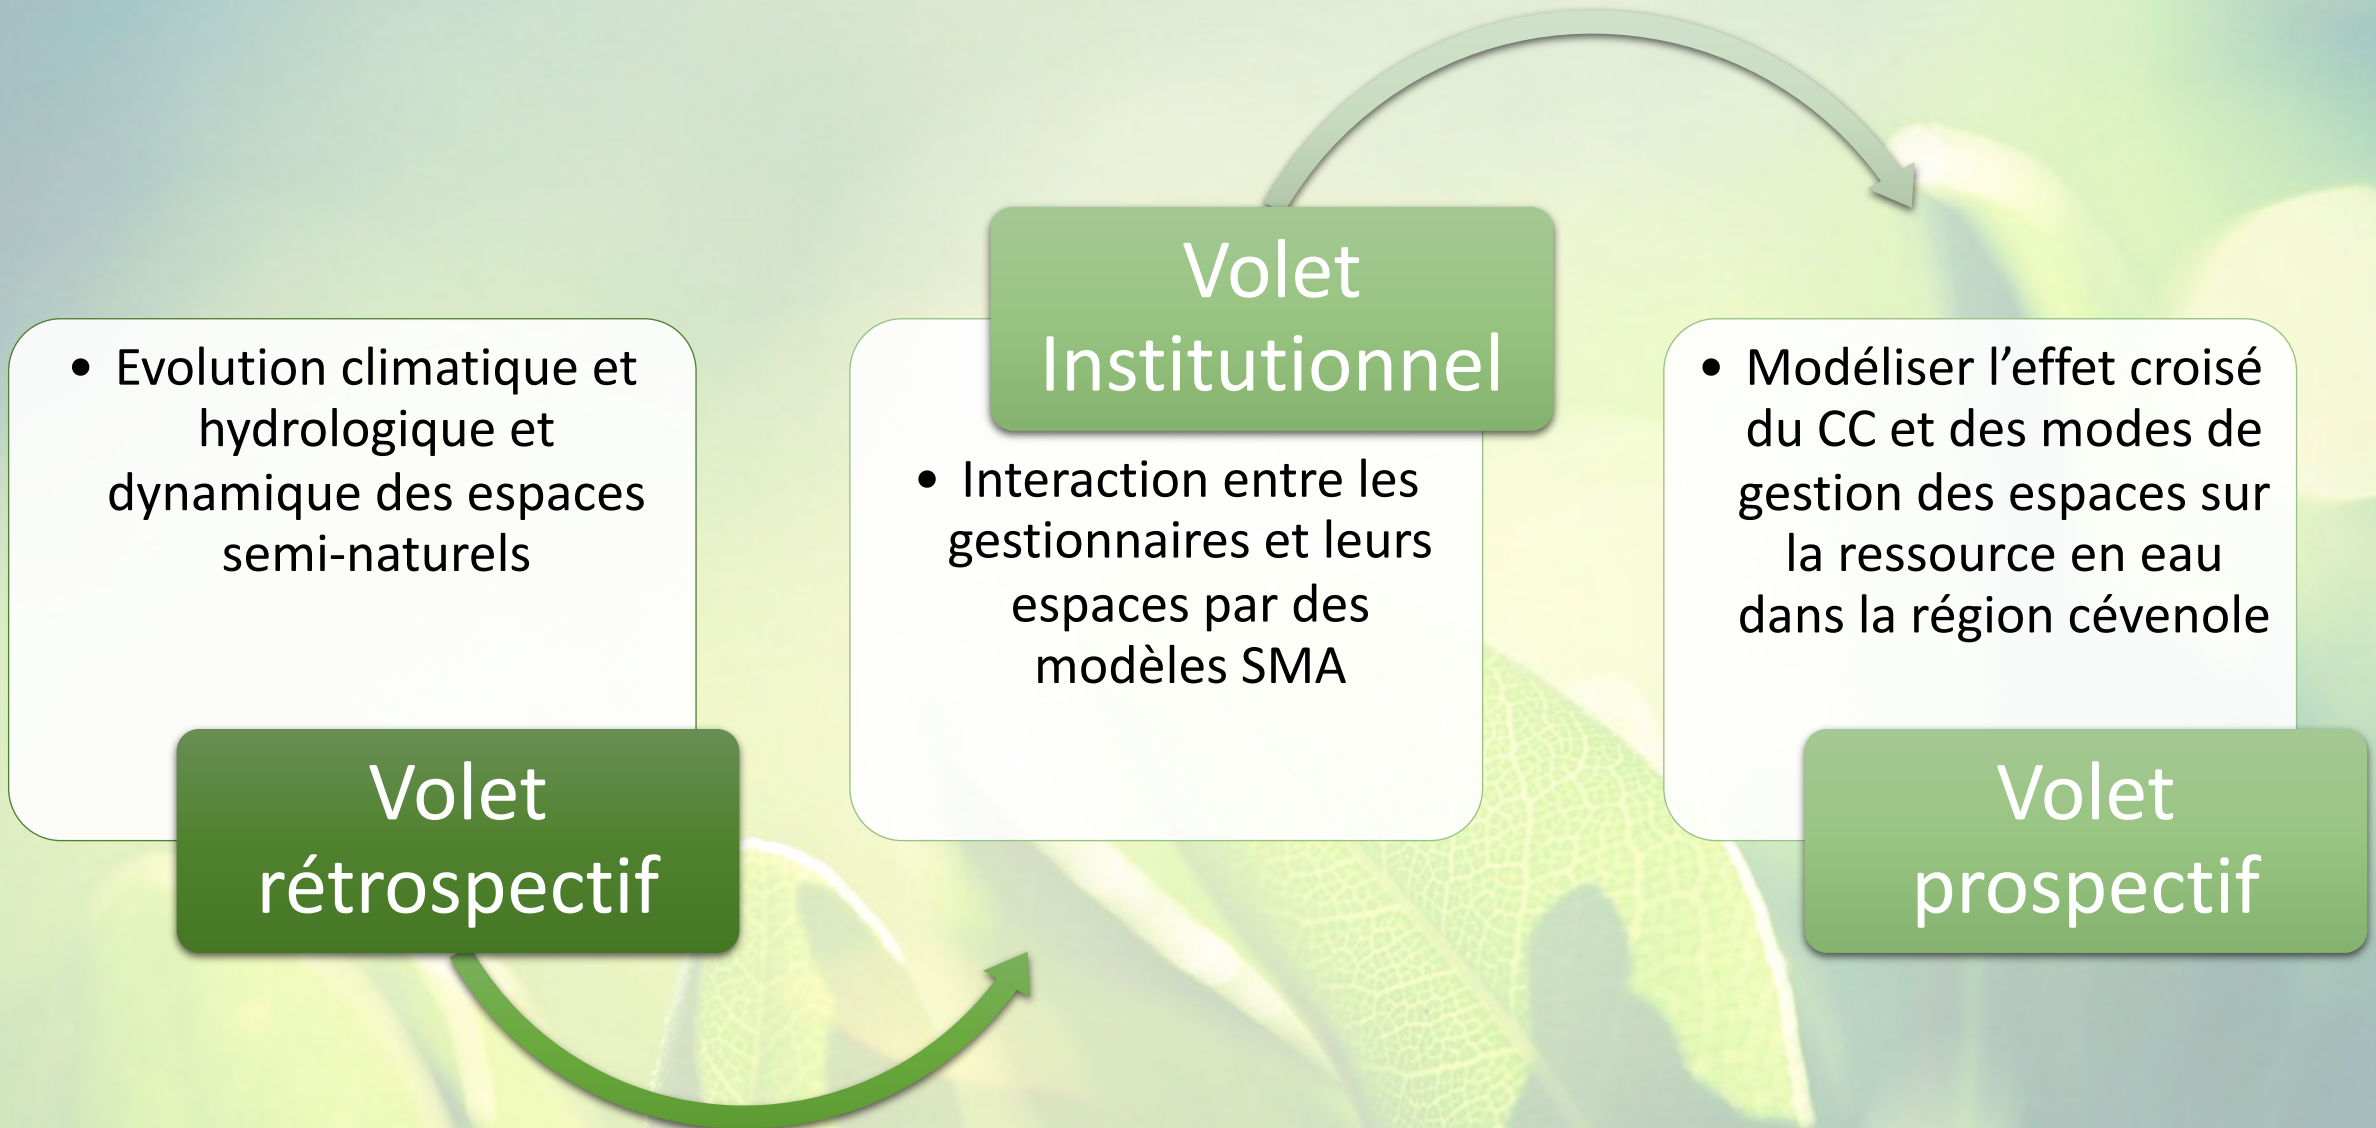 • Evolution climatique et
hydrologique et
dynamique des espaces
semi-naturels
Volet
rétrospectif
Volet
Institutionnel
• Interaction entre les
gestionnaires et leurs
espaces par des
modèles SMA
• Modéliser l’effet croisé
du CC et des modes de
gestion des espaces sur
la ressource en eau
dans la région cévenole
Volet
prospectif